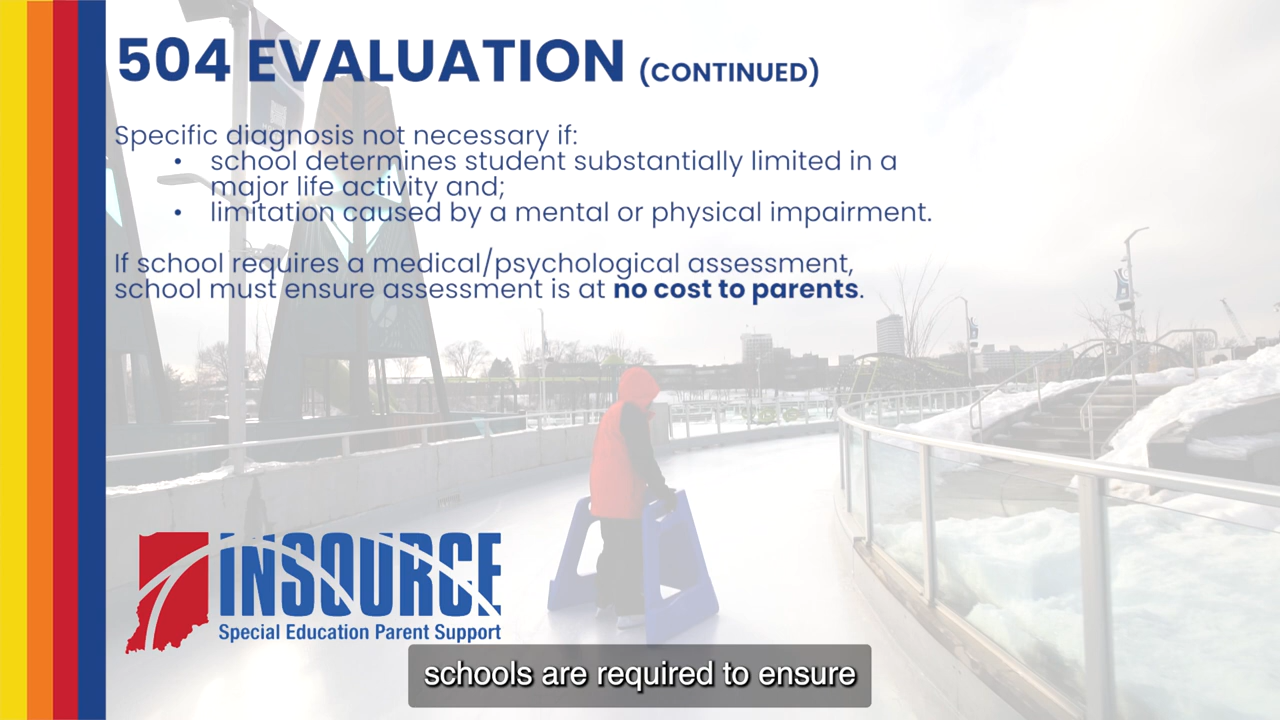 504 EVALUATION (CONTINUED)
Specific diagnosis not necessary if:
• school determines student substantially limited in a
major life activity and;
• limitation caused by a mental or physical impairment.
If school requires a medical/psychological assessment,
school must ensure assessment is at no cost to parents.
INSOURCE
Special Education Parent Support
schools are required to ensure